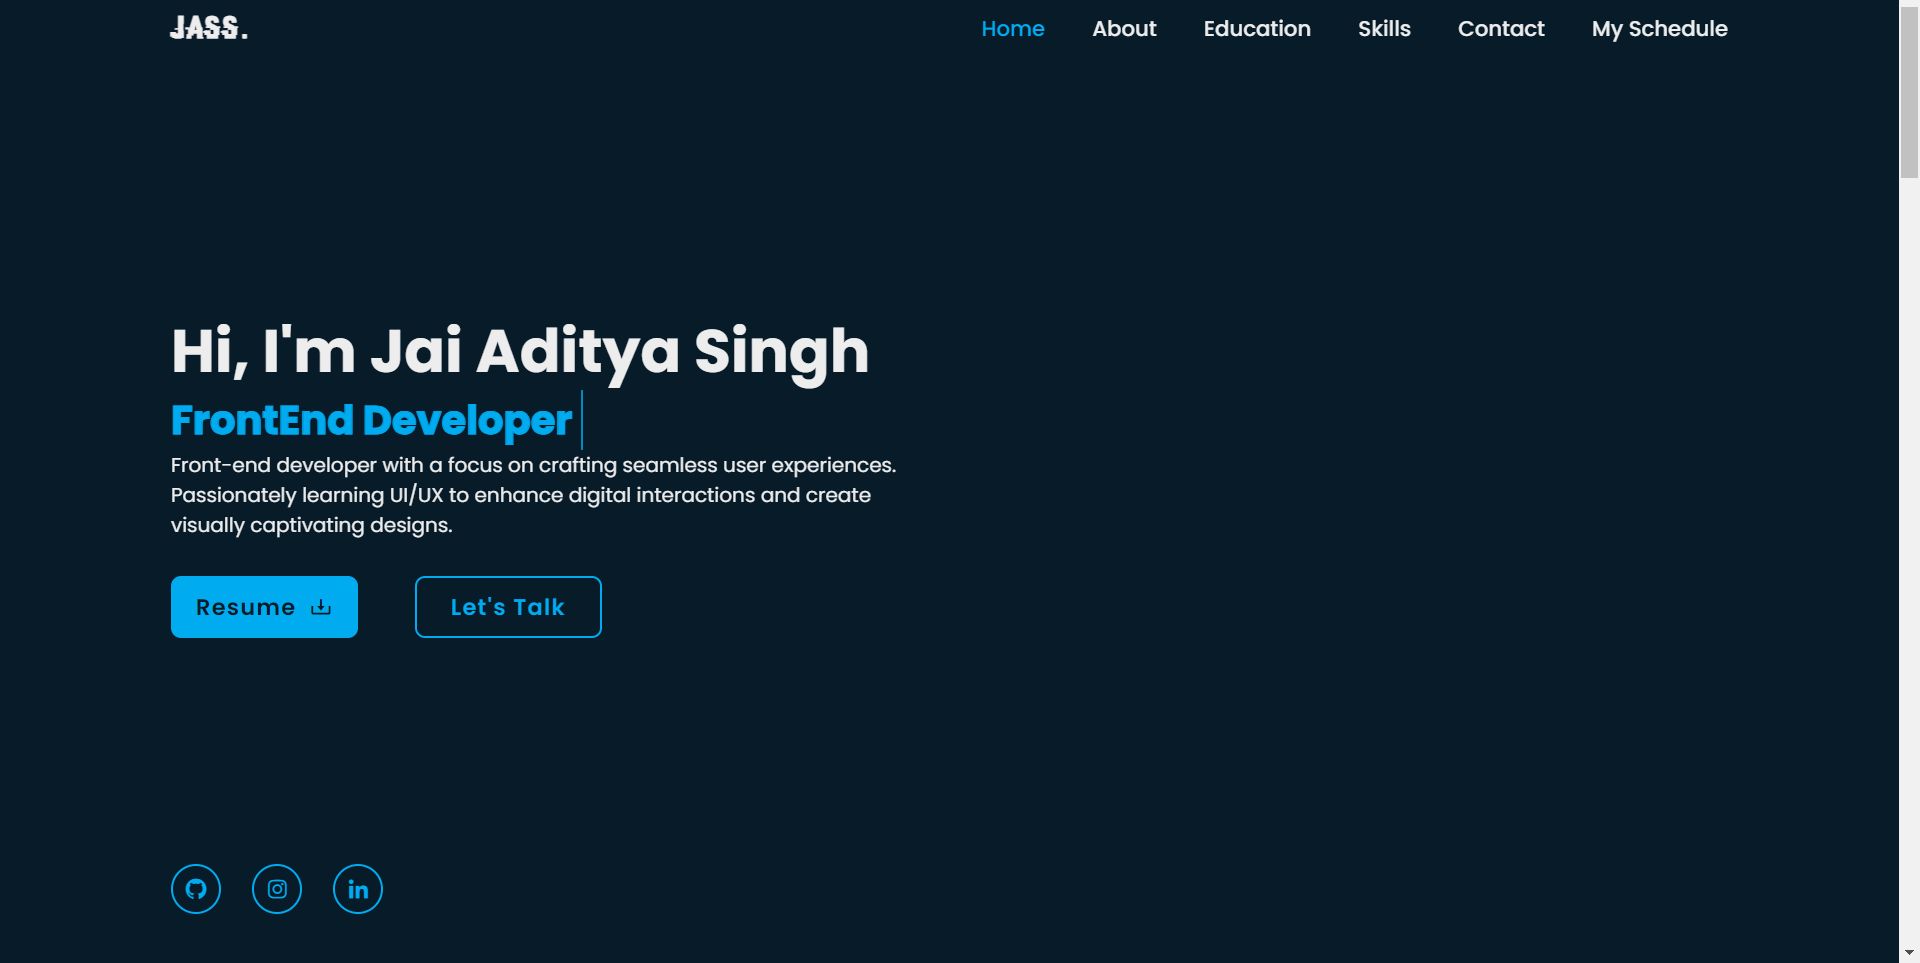 JASS.
Home About Education Skills Contact My Schedule
Hi, I'm Jai Aditya Singh
FrontEnd Developer
Front-end developer with a focus on crafting seamless user experiences.
Passionately learning UI/UX to enhance digital interactions and create
visually captivating designs.
Resume Let's Talk